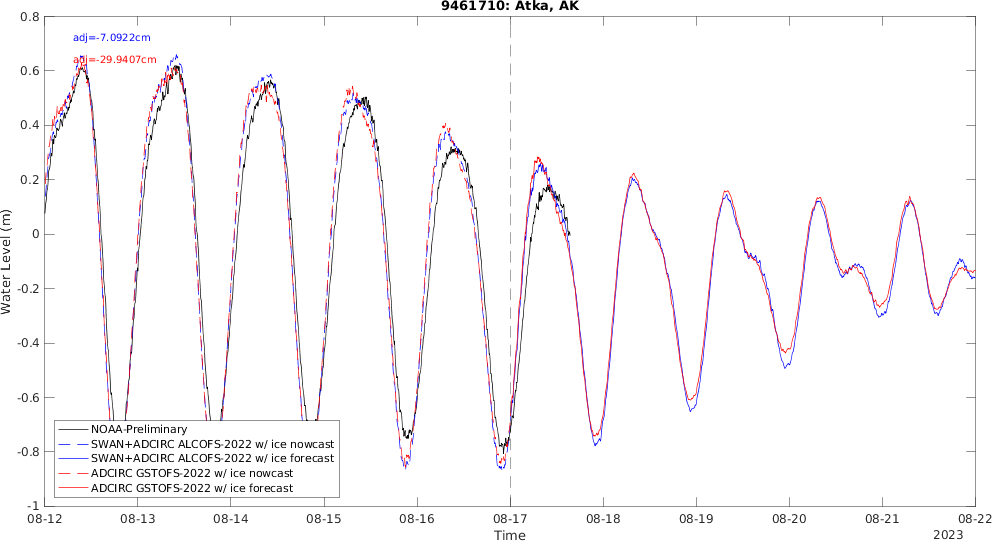 9461710: Atka, AK
adj=-7.0922cm
adj=-29.9407cm
Water Level (m)
0.8
0.6
0.4
0.2
0
-0.2
-0.4
-0.6
-0.8
-1
NOAA-Preliminary
SWAN+ADCIRC ALCOFS-2022 w/ ice nowcast
SWAN+ADCIRC ALCOFS-2022 w/ ice forecast
ADCIRC GSTOFS-2022 w/ ice nowcast
ADCIRC GSTOFS-2022 w/ ice forecast
08-12 08-13 08-14 08-15 08-16 08-17 08-18 08-19 08-20 08-21 08-22
Time
2023